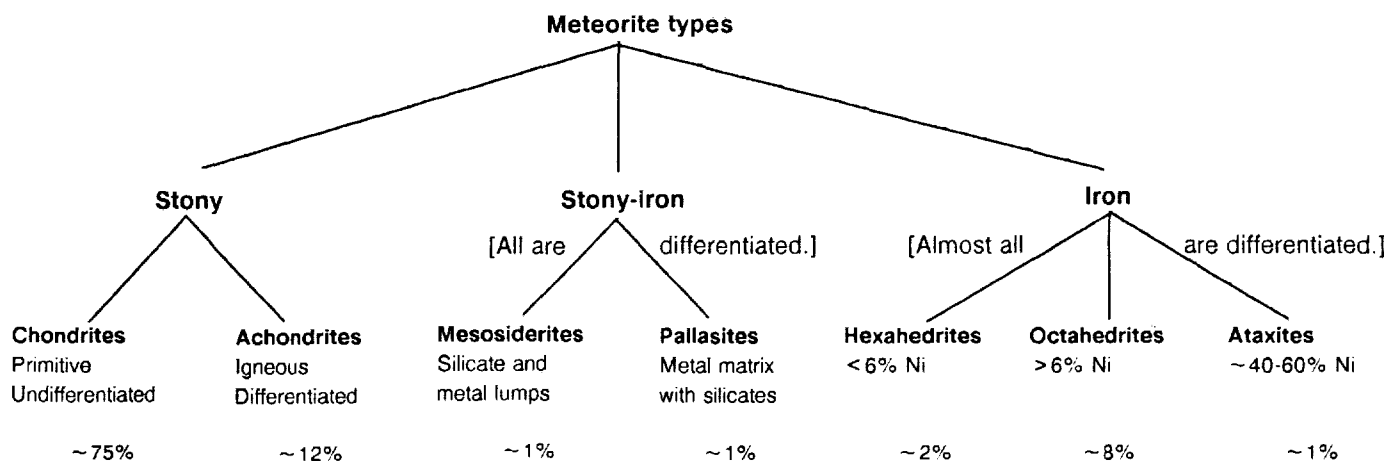 Meteorite types
Stony
Stony-iron
Iron
[All are differentiated.]
[Almost all are differentiated.]
Chondrites
Primitive
Undifferentiated
~75%
Achondrites
Igneous
Differentiated
~12%
Mesosiderites
Silicate and
metal lumps
~1%
Pallasites
Metal matrix
with silicates
~1%
Hexahedrites
<6% Ni
~2%
Octahedrites
>6% Ni
~8%
Ataxites
~40-60% Ni
~1%